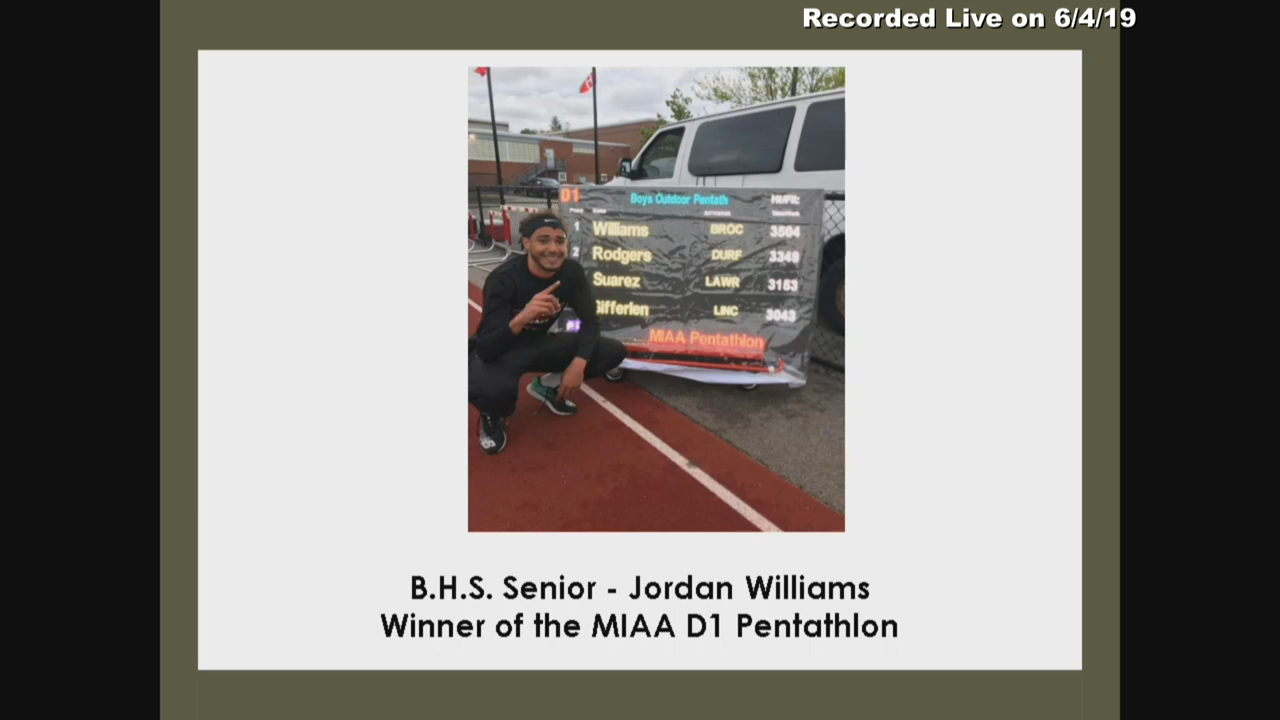 Recorded Live on 6/4/19
D1 Boys Outdoor Pentath
1 Williams BROC 3504
2 Rodgers DURF 3349
Suarez LAWR 3153
Gifferlen LINC 3043
MIAA Pentathlon
B.H.S. Senior - Jordan Williams
Winner of the MIAA D1 Pentathlon